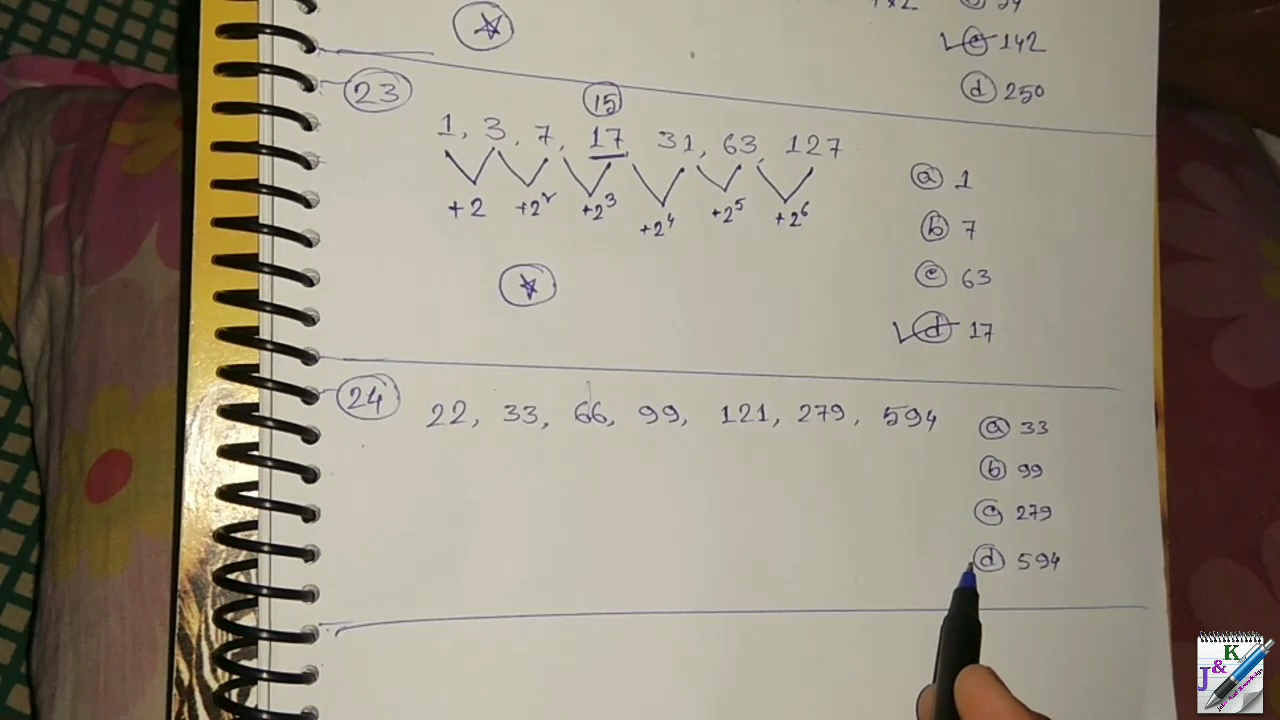 24
142
d 250
23
15
1, 3, 7, 17 31, 63, 127
+2 +2² +2³ +2⁴ +2⁵ +2⁶
a 1
b 7
c 63
d 17
24 22, 33, 66, 99, 121, 279, 594
a 33
b 99
c 279
d 594
J&K